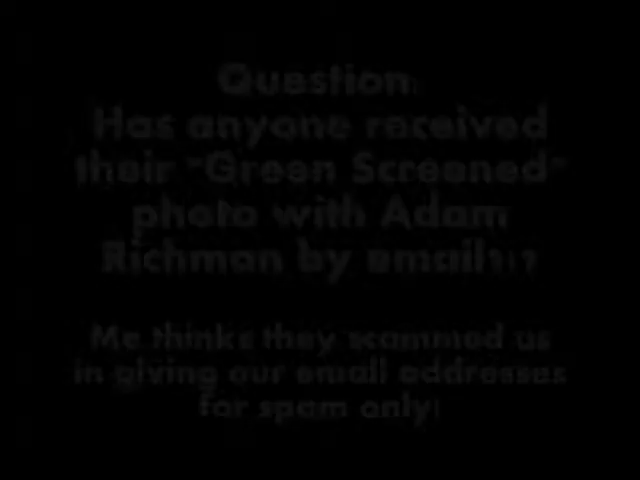 Question:
Has anyone received
their "Green Screened"
photo with Adam
Richman by email?!?
Me thinks they scammed us
in giving our email addresses
for spam only!